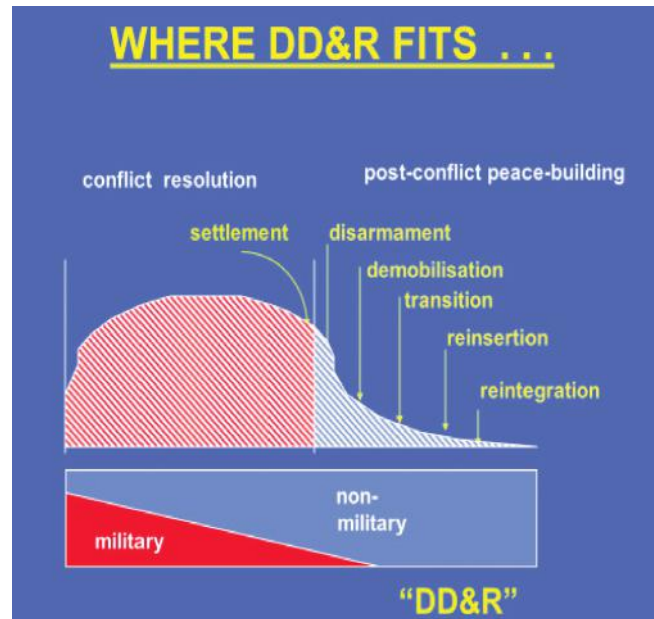 WHERE DD&R FITS . . .
conflict resolution
post-conflict peace-building
settlement
disarmament
demobilisation
transition
reinsertion
reintegration
non-
military
military
“DD&R”